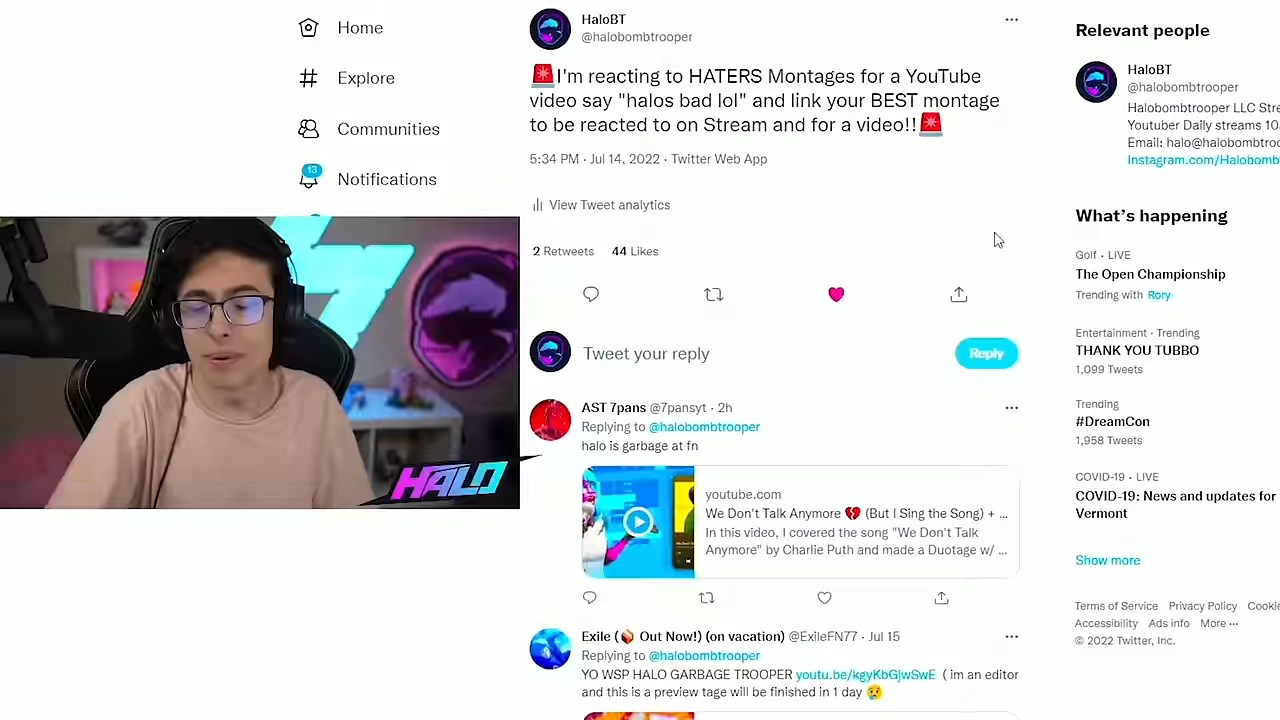 Home
Explore
Communities
13
Notifications
HaloBT
@halobombtrooper
🚨I'm reacting to HATERS Montages for a YouTube
video say "halos bad lol" and link your BEST montage
to be reacted to on Stream and for a video!!🚨
5:34 PM · Jul 14, 2022 · Twitter Web App
View Tweet analytics
2 Retweets 44 Likes
Tweet your reply
Reply
AST 7pans @7pansyt · 2h
Replying to @halobombtrooper
halo is garbage at fn
youtube.com
We Don't Talk Anymore 💔 (But I Sing the Song) + ...
In this video, I covered the song "We Don't Talk
Anymore" by Charlie Puth and made a Duotage w/ ...
Exile (📦 Out Now!) (on vacation) @ExileFN77 · Jul 15
Replying to @halobombtrooper
YO WSP HALO GARBAGE TROOPER youtu.be/kgyKbGjwSwE ( im an editor
and this is a preview tage will be finished in 1 day 😥
HALO
Relevant people
HaloBT
@halobombtrooper
Halobombtrooper LLC Stre
Youtuber Daily streams 10
Email: halo@halobombtroo
Instagram.com/Halobomb
What's happening
Golf · LIVE
The Open Championship
Trending with Rory
Entertainment · Trending
THANK YOU TUBBO
1,099 Tweets
Trending
#DreamCon
1,958 Tweets
COVID-19 · LIVE
COVID-19: News and updates for
Vermont
Show more
Terms of Service Privacy Policy Cookie
Accessibility Ads info More ···
© 2022 Twitter, Inc.